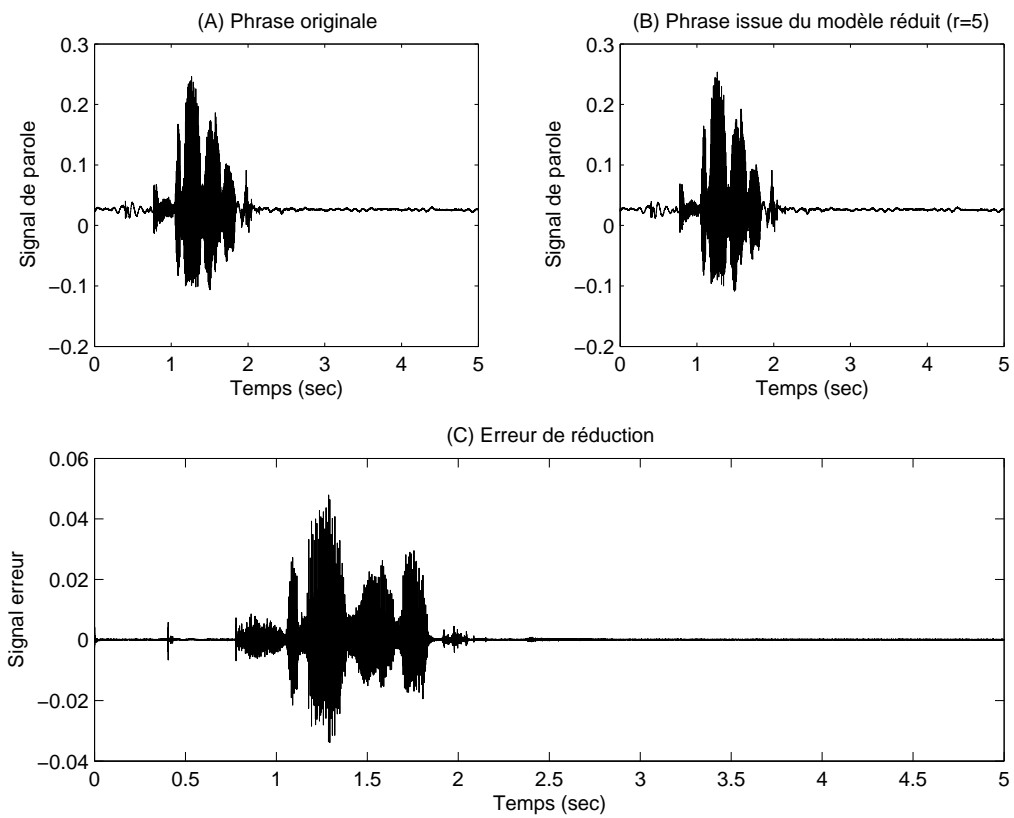 (A) Phrase originale
0.3
0.2
0.1
0
−0.1
−0.2
Signal de parole
0 1 2 3 4 5
Temps (sec)
(B) Phrase issue du modèle réduit (r=5)
0.3
0.2
0.1
0
−0.1
−0.2
Signal de parole
0 1 2 3 4 5
Temps (sec)
(C) Erreur de réduction
0.06
0.04
0.02
0
−0.02
−0.04
Signal erreur
0 0.5 1 1.5 2 2.5 3 3.5 4 4.5 5
Temps (sec)